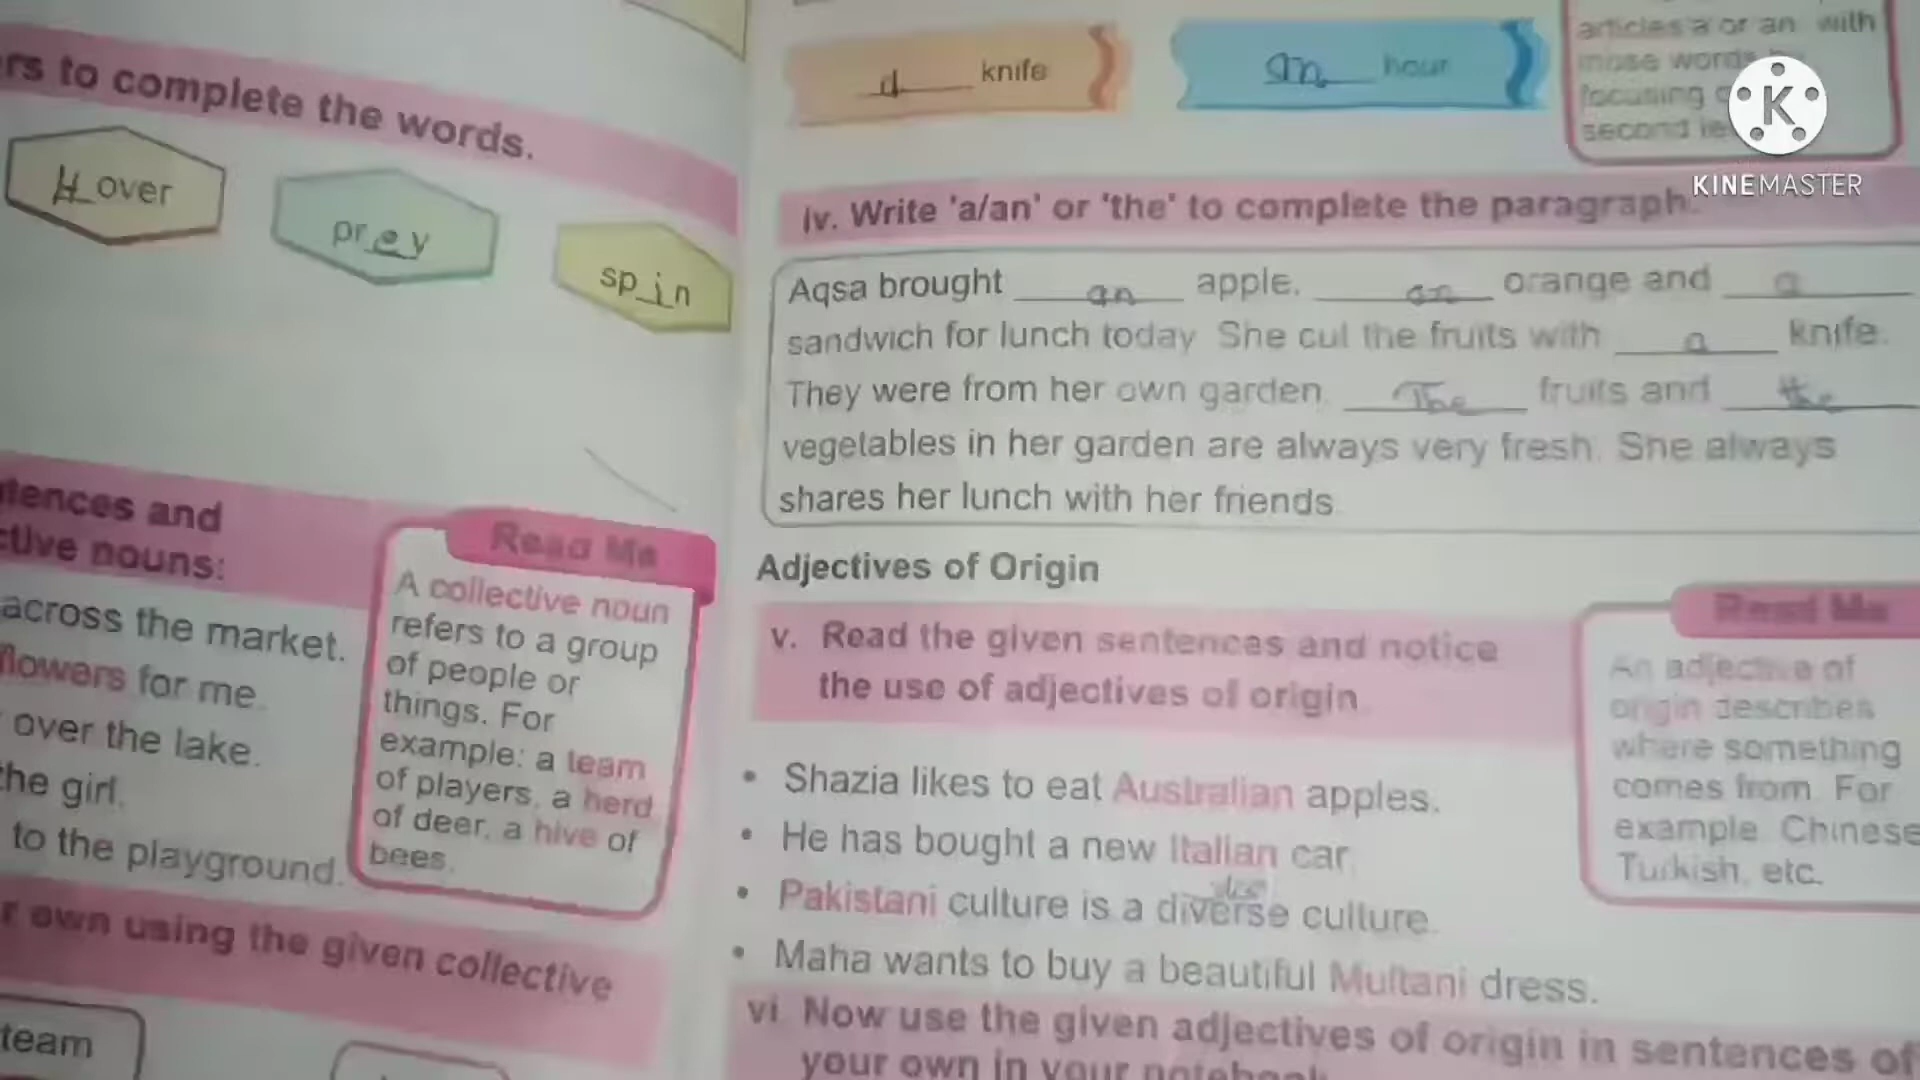 rs to complete the words.
H over
pr e y
sp i n
tences and
ctive nouns:
across the market.
flowers for me.
over the lake.
the girl.
to the playground.
Read Me
A collective noun
refers to a group
of people or
things. For
example: a team
of players, a herd
of deer, a hive of
bees.
r own using the given collective
team
a knife
an hour
articles a or an with
those words
focusing
second le
KINEMASTER
iv. Write 'a/an' or 'the' to complete the paragraph.
Aqsa brought an apple, an orange and a
sandwich for lunch today. She cut the fruits with a knife.
They were from her own garden. The fruits and the
vegetables in her garden are always very fresh. She always
shares her lunch with her friends.
Adjectives of Origin
v. Read the given sentences and notice
the use of adjectives of origin.
• Shazia likes to eat Australian apples.
• He has bought a new Italian car.
• Pakistani culture is a diverse culture.
• Maha wants to buy a beautiful Multani dress.
Read Me
An adjective of
origin describes
where something
comes from. For
example: Chinese
Turkish, etc.
vi. Now use the given adjectives of origin in sentences of
your own in your notebook